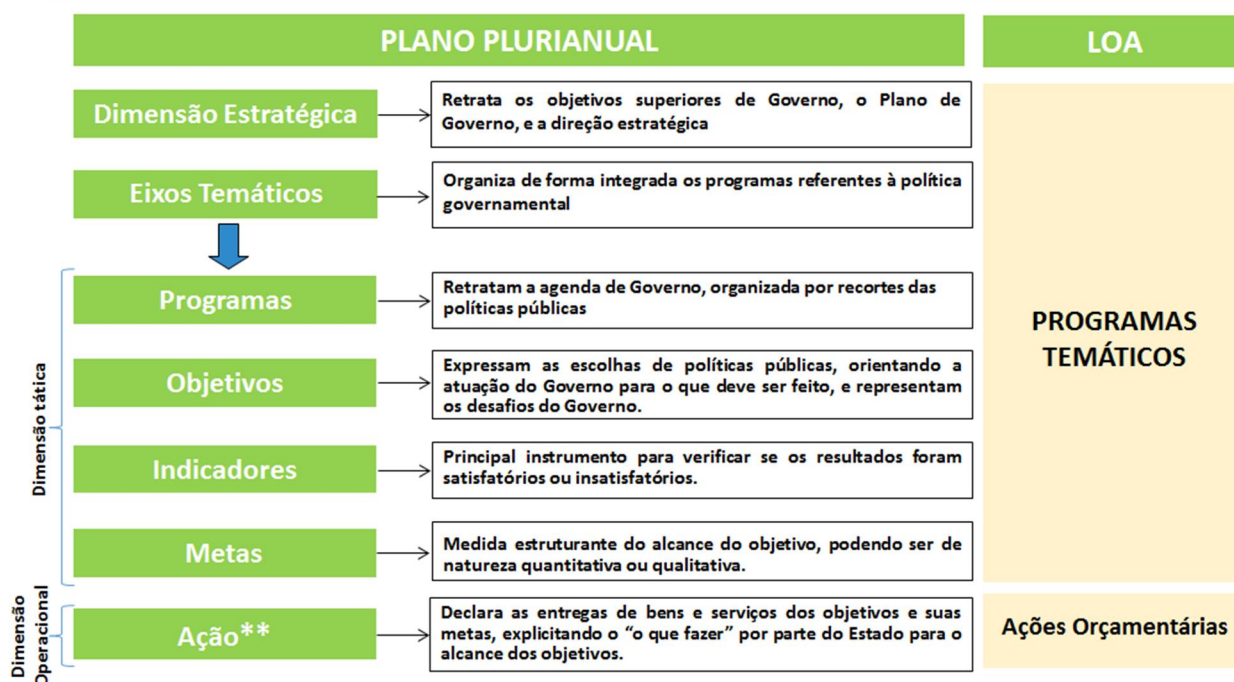 PLANO PLURIANUAL
LOA
Dimensão Estratégica
Retrata os objetivos superiores de Governo, o Plano de
Governo, e a direção estratégica
Eixos Temáticos
Organiza de forma integrada os programas referentes à política
governamental
Programas
Retratam a agenda de Governo, organizada por recortes das
políticas públicas
Objetivos
Expressam as escolhas de políticas públicas, orientando a
atuação do Governo para o que deve ser feito, e representam
os desafios do Governo.
Indicadores
Principal instrumento para verificar se os resultados foram
satisfatórios ou insatisfatórios.
Metas
Medida estruturante do alcance do objetivo, podendo ser de
natureza quantitativa ou qualitativa.
Dimensão tática
PROGRAMAS
TEMÁTICOS
Dimensão
Operacional
Ação**
Declara as entregas de bens e serviços dos objetivos e suas
metas, explicitando o “o que fazer” por parte do Estado para o
alcance dos objetivos.
Ações Orçamentárias